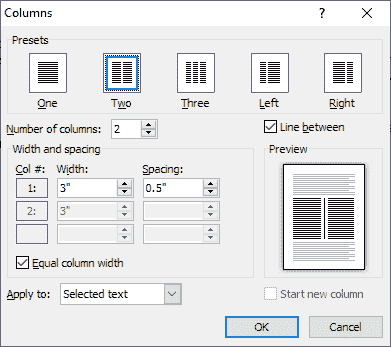 Columns
Presets
One Two Three Left Right
Number of columns: 2 Line between
Width and spacing Preview
Col #: Width: Spacing:
1: 3" 0.5"
2: 3"
Equal column width
Apply to: Selected text Start new column
OK Cancel